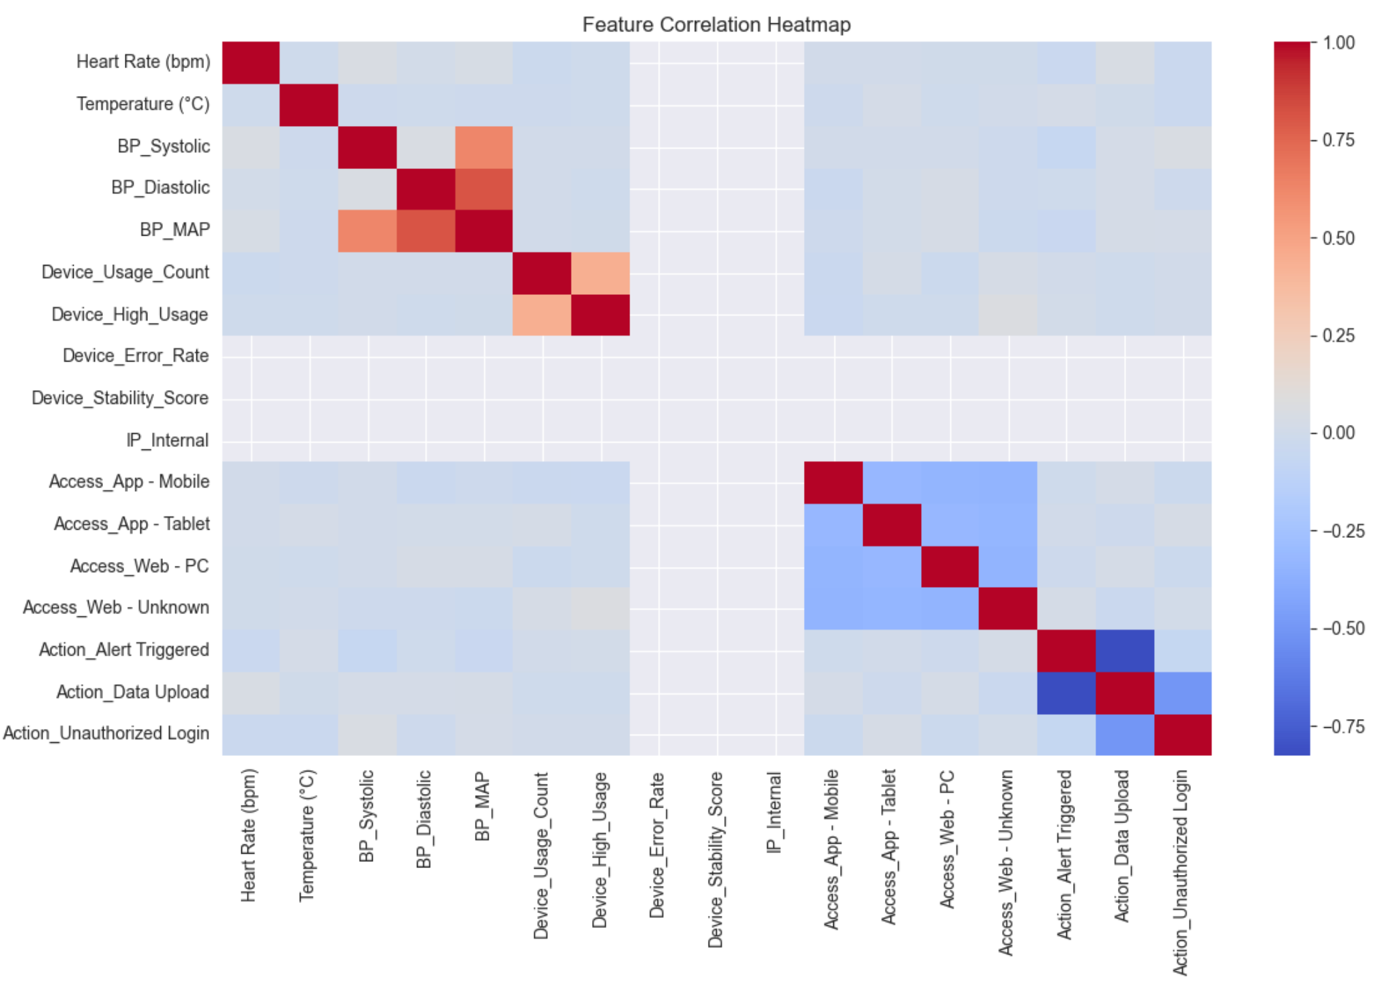 Feature Correlation Heatmap
Heart Rate (bpm)
Temperature (°C)
BP_Systolic
BP_Diastolic
BP_MAP
Device_Usage_Count
Device_High_Usage
Device_Error_Rate
Device_Stability_Score
IP_Internal
Access_App - Mobile
Access_App - Tablet
Access_Web - PC
Access_Web - Unknown
Action_Alert Triggered
Action_Data Upload
Action_Unauthorized Login
Heart Rate (bpm)
Temperature (°C)
BP_Systolic
BP_Diastolic
BP_MAP
Device_Usage_Count
Device_High_Usage
Device_Error_Rate
Device_Stability_Score
IP_Internal
Access_App - Mobile
Access_App - Tablet
Access_Web - PC
Access_Web - Unknown
Action_Alert Triggered
Action_Data Upload
Action_Unauthorized Login
1.00
0.75
0.50
0.25
0.00
−0.25
−0.50
−0.75